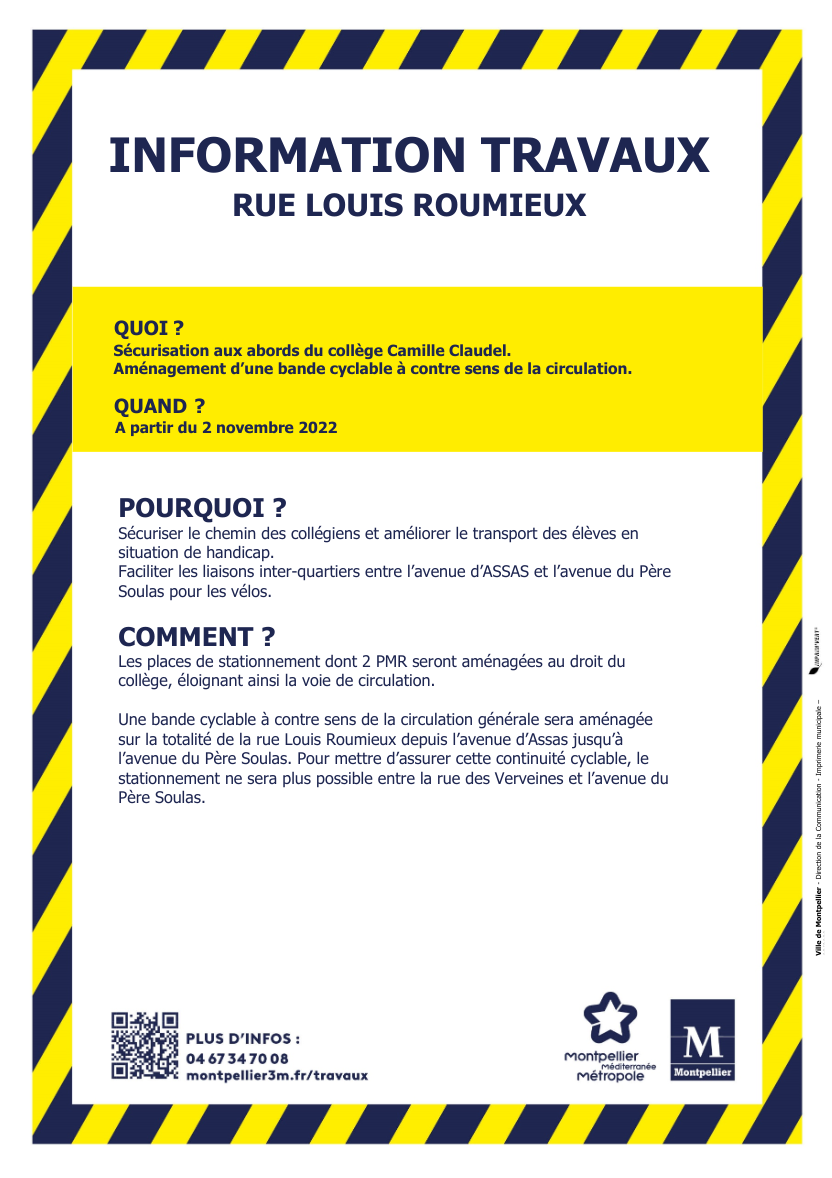 INFORMATION TRAVAUX
RUE LOUIS ROUMIEUX
QUOI ?
Sécurisation aux abords du collège Camille Claudel.
Aménagement d’une bande cyclable à contre sens de la circulation.
QUAND ?
A partir du 2 novembre 2022
POURQUOI ?
Sécuriser le chemin des collégiens et améliorer le transport des élèves en
situation de handicap.
Faciliter les liaisons inter-quartiers entre l’avenue d’ASSAS et l’avenue du Père
Soulas pour les vélos.
COMMENT ?
Les places de stationnement dont 2 PMR seront aménagées au droit du
collège, éloignant ainsi la voie de circulation.
Une bande cyclable à contre sens de la circulation générale sera aménagée
sur la totalité de la rue Louis Roumieux depuis l’avenue d’Assas jusqu’à
l’avenue du Père Soulas. Pour mettre d’assurer cette continuité cyclable, le
stationnement ne sera plus possible entre la rue des Verveines et l’avenue du
Père Soulas.
PLUS D’INFOS :
04 67 34 70 08
montpellier3m.fr/travaux
montpellier
méditerranée
métropole
M
Montpellier
Ville de Montpellier - Direction de la Communication - Imprimerie municipale –
IMPRIM'VERT®